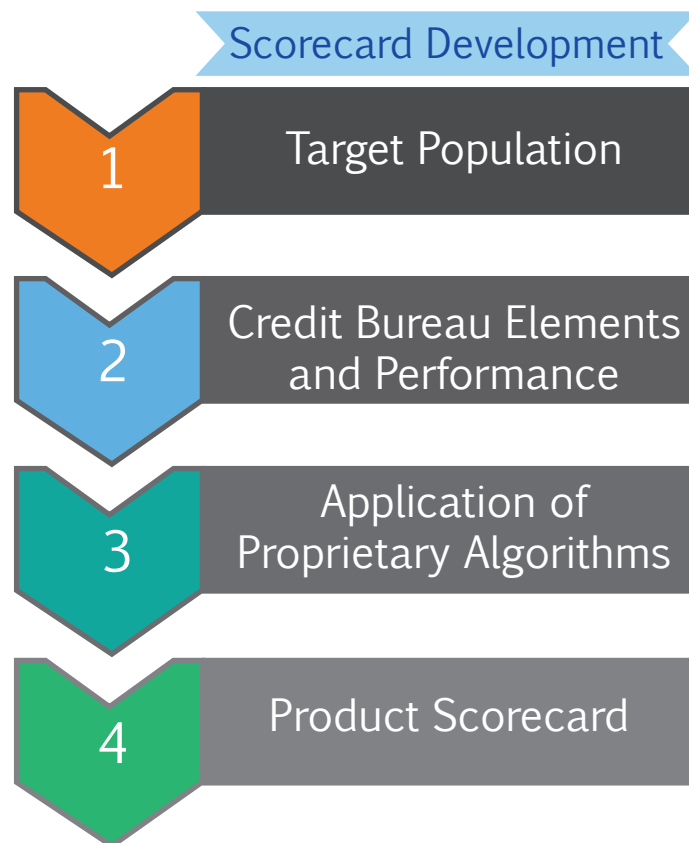 Scorecard Development
1
Target Population
2
Credit Bureau Elements
and Performance
3
Application of
Proprietary Algorithms
4
Product Scorecard